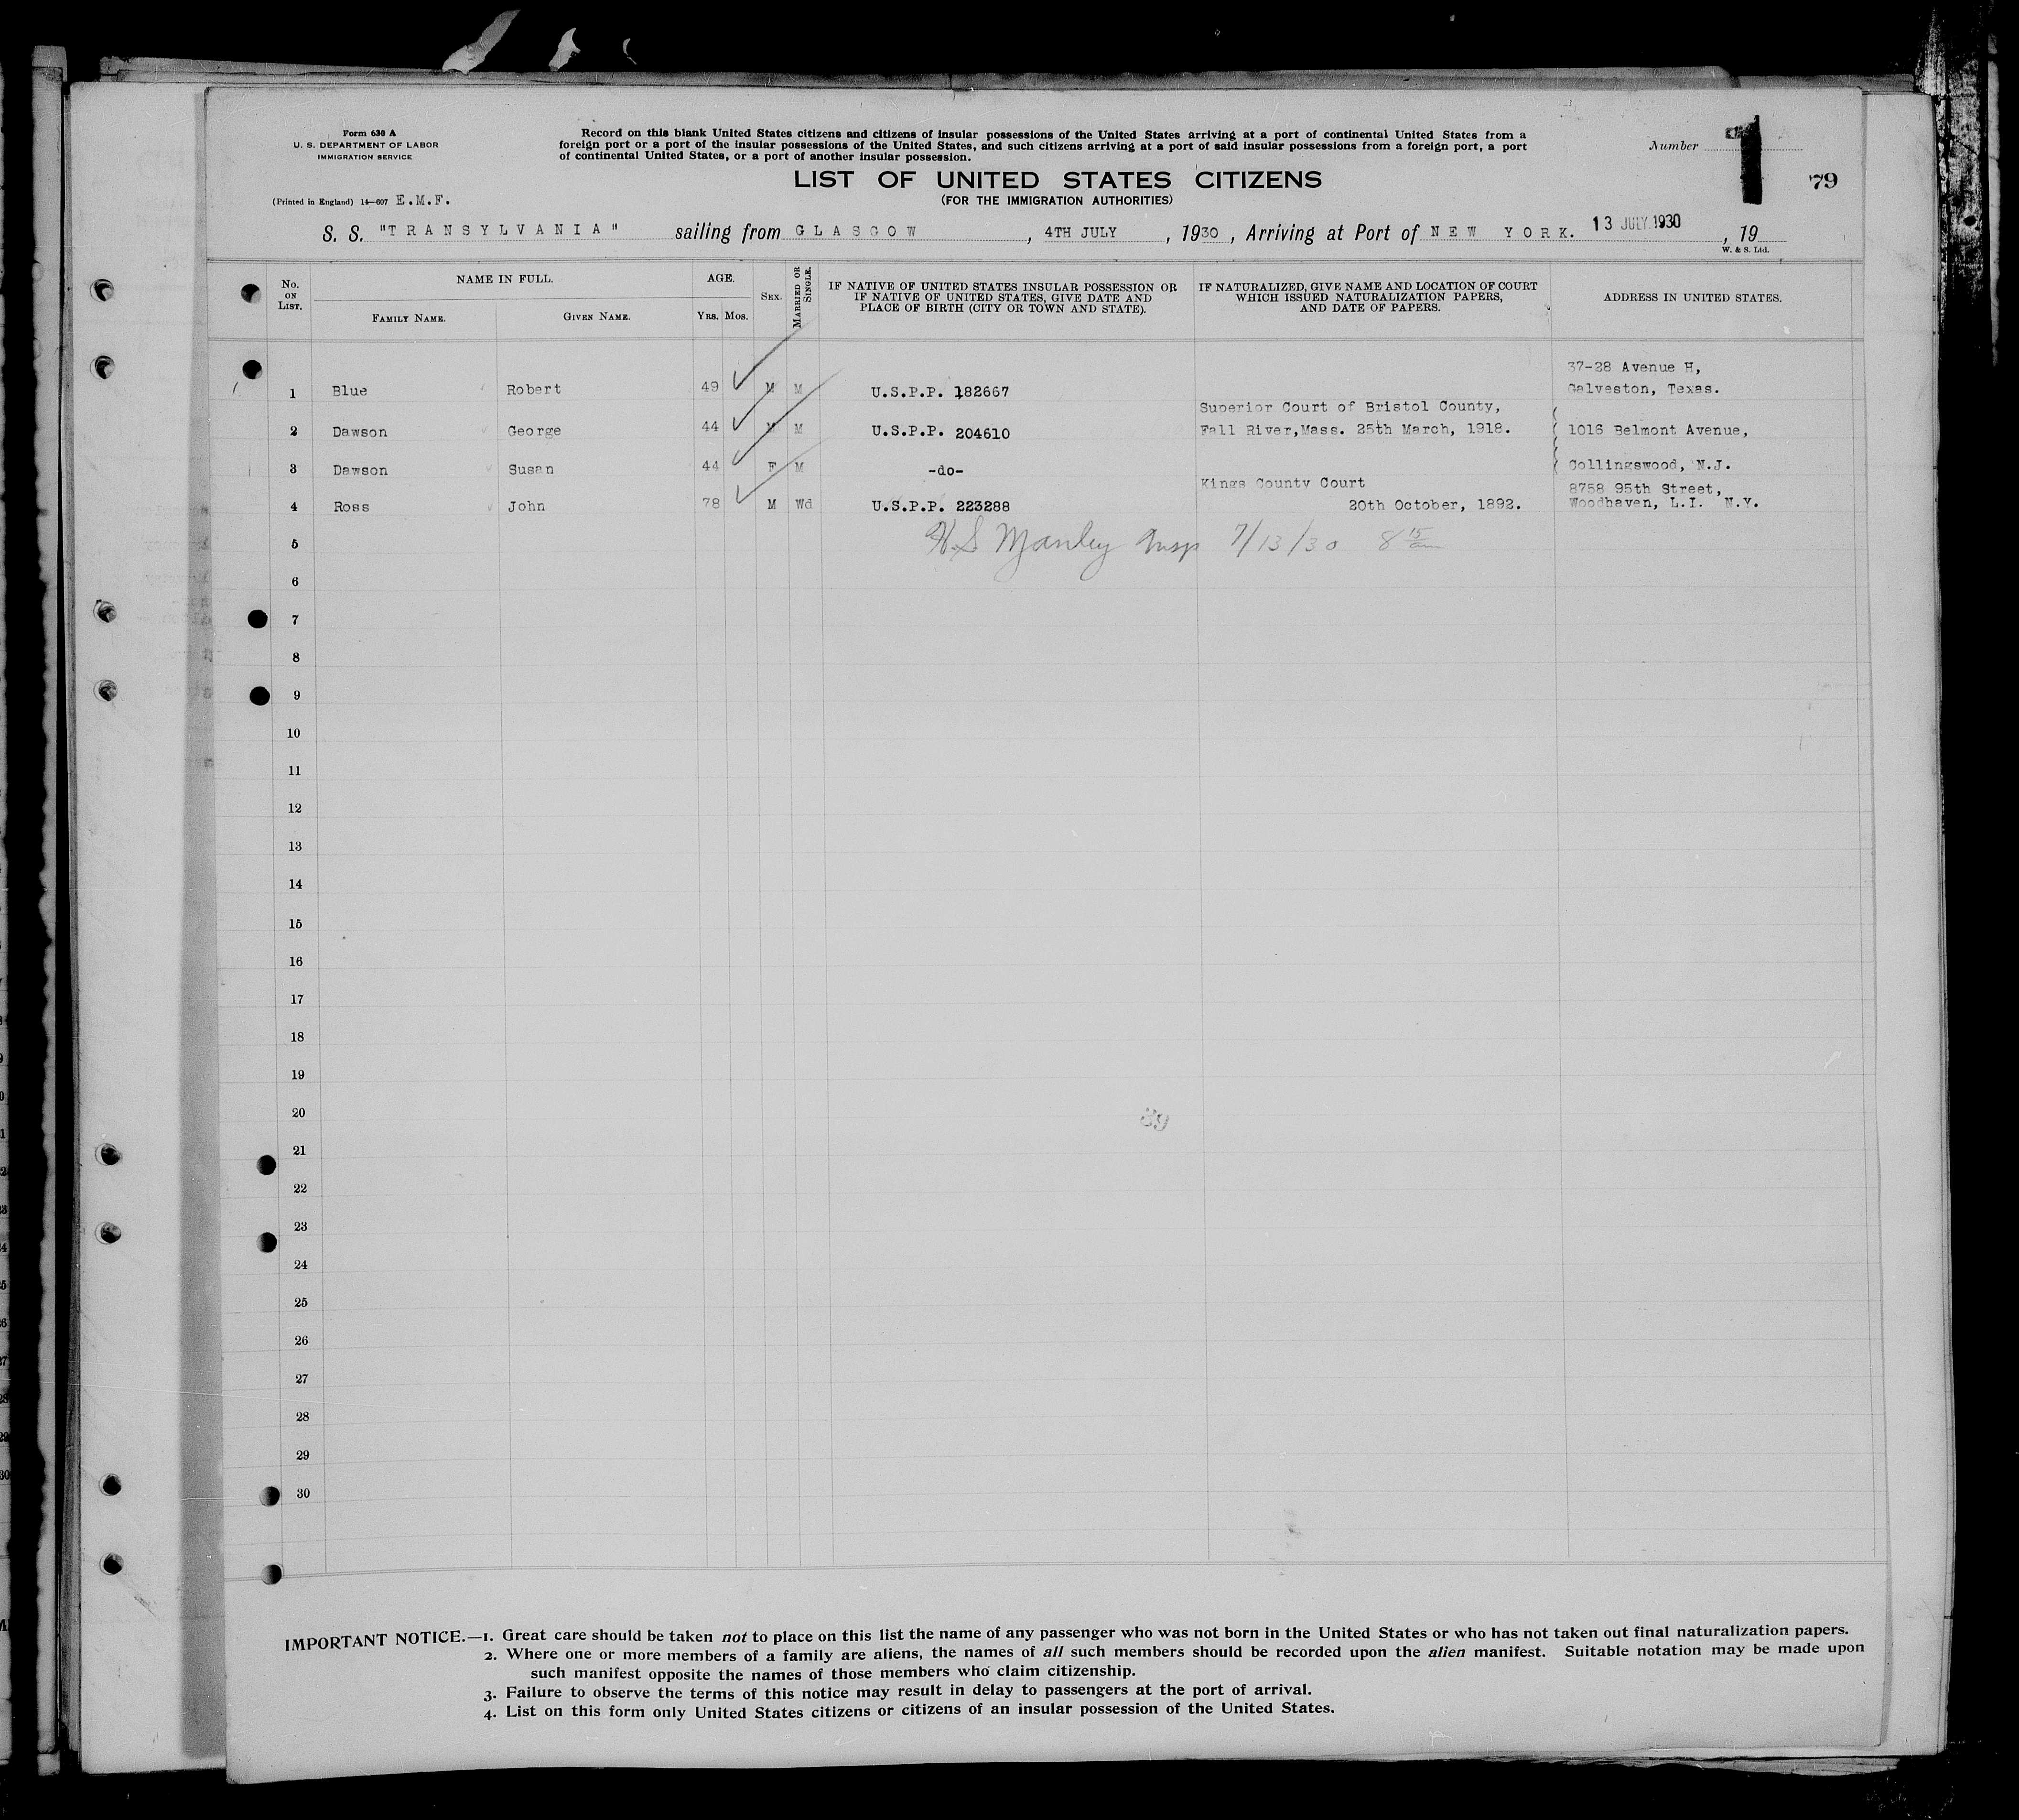 Form 630 A
U. S. DEPARTMENT OF LABOR
IMMIGRATION SERVICE
(Printed in England) 14—607 E.M.F.
Record on this blank United States citizens and citizens of insular possessions of the United States arriving at a port of continental United States from a
foreign port or a port of the insular possessions of the United States, and such citizens arriving at a port of said insular possessions from a foreign port, a port
of continental United States, or a port of another insular possession.
Number 1
79
LIST OF UNITED STATES CITIZENS
(FOR THE IMMIGRATION AUTHORITIES)
S. S. "TRANSYLVANIA" sailing from GLASGOW, 4TH JULY, 1930, Arriving at Port of NEW YORK. 13 JULY 1930, 19
W. & S. Ltd.
No. ON LIST.
NAME IN FULL.
FAMILY NAME.
GIVEN NAME.
AGE.
YRS. MOS.
SEX.
MARRIED OR SINGLE.
IF NATIVE OF UNITED STATES INSULAR POSSESSION OR
IF NATIVE OF UNITED STATES, GIVE DATE AND
PLACE OF BIRTH (CITY OR TOWN AND STATE).
IF NATURALIZED, GIVE NAME AND LOCATION OF COURT
WHICH ISSUED NATURALIZATION PAPERS,
AND DATE OF PAPERS.
ADDRESS IN UNITED STATES.
37-28 Avenue H,
1 Blue Robert 49 M M U.S.P.P. 182667 Galveston, Texas.
Superior Court of Bristol County,
2 Dawson George 44 M M U.S.P.P. 204610 Fall River,Mass. 25th March, 1918. 1016 Belmont Avenue,
3 Dawson Susan 44 F M -do- Collingswood, N.J.
Kings County Court 8758 95th Street,
4 Ross John 78 M Wd U.S.P.P. 223288 20th October, 1892. Woodhaven, L.I. N.Y.
5 H.S Manley Insp 7/13/30 8 15 am
6
7
8
9
10
11
12
13
14
15
16
17
18
19
20
21
22
23
24
25
26
27
28
29
30
IMPORTANT NOTICE.—1. Great care should be taken not to place on this list the name of any passenger who was not born in the United States or who has not taken out final naturalization papers.
2. Where one or more members of a family are aliens, the names of all such members should be recorded upon the alien manifest. Suitable notation may be made upon
such manifest opposite the names of those members who claim citizenship.
3. Failure to observe the terms of this notice may result in delay to passengers at the port of arrival.
4. List on this form only United States citizens or citizens of an insular possession of the United States.